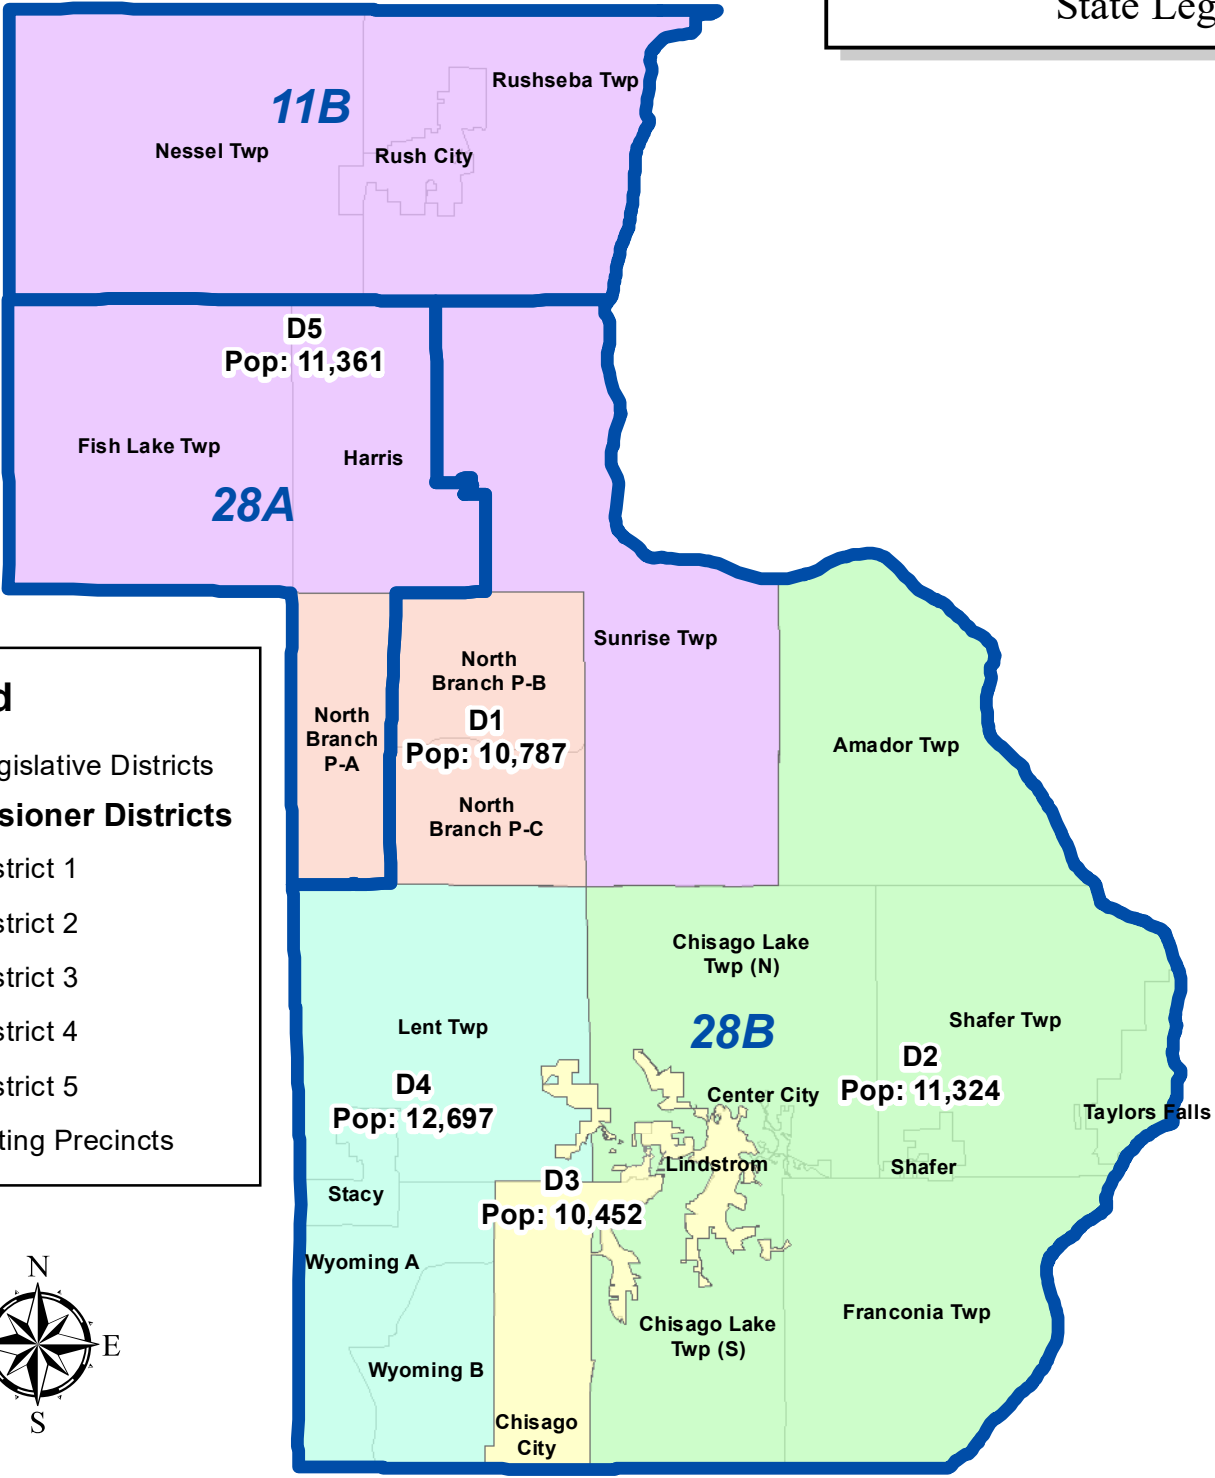 State Leg
11B
Rushseba Twp
Nessel Twp
Rush City
D5
Pop: 11,361
Fish Lake Twp
Harris
28A
Sunrise Twp
North
Branch P-B
North
Branch
P-A
D1
Pop: 10,787
North
Branch P-C
Amador Twp
d
gislative Districts
sioner Districts
strict 1
strict 2
strict 3
strict 4
strict 5
ting Precincts
Chisago Lake
Twp (N)
Lent Twp
28B
Shafer Twp
D4
Pop: 12,697
D2
Pop: 11,324
Center City
Taylors Falls
Lindstrom
Shafer
D3
Pop: 10,452
Stacy
Wyoming A
Franconia Twp
Chisago Lake
Twp (S)
Wyoming B
Chisago
City
N
E
S